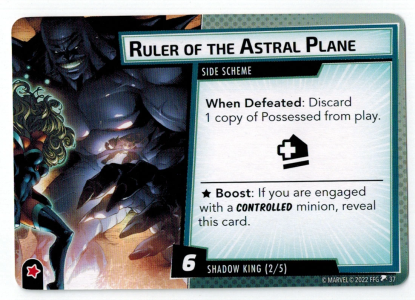 RULER OF THE ASTRAL PLANE
SIDE SCHEME
When Defeated: Discard
1 copy of Possessed from play.
★ Boost: If you are engaged
with a CONTROLLED minion, reveal
this card.
6
SHADOW KING (2/5)
© MARVEL © 2022 FFG 37